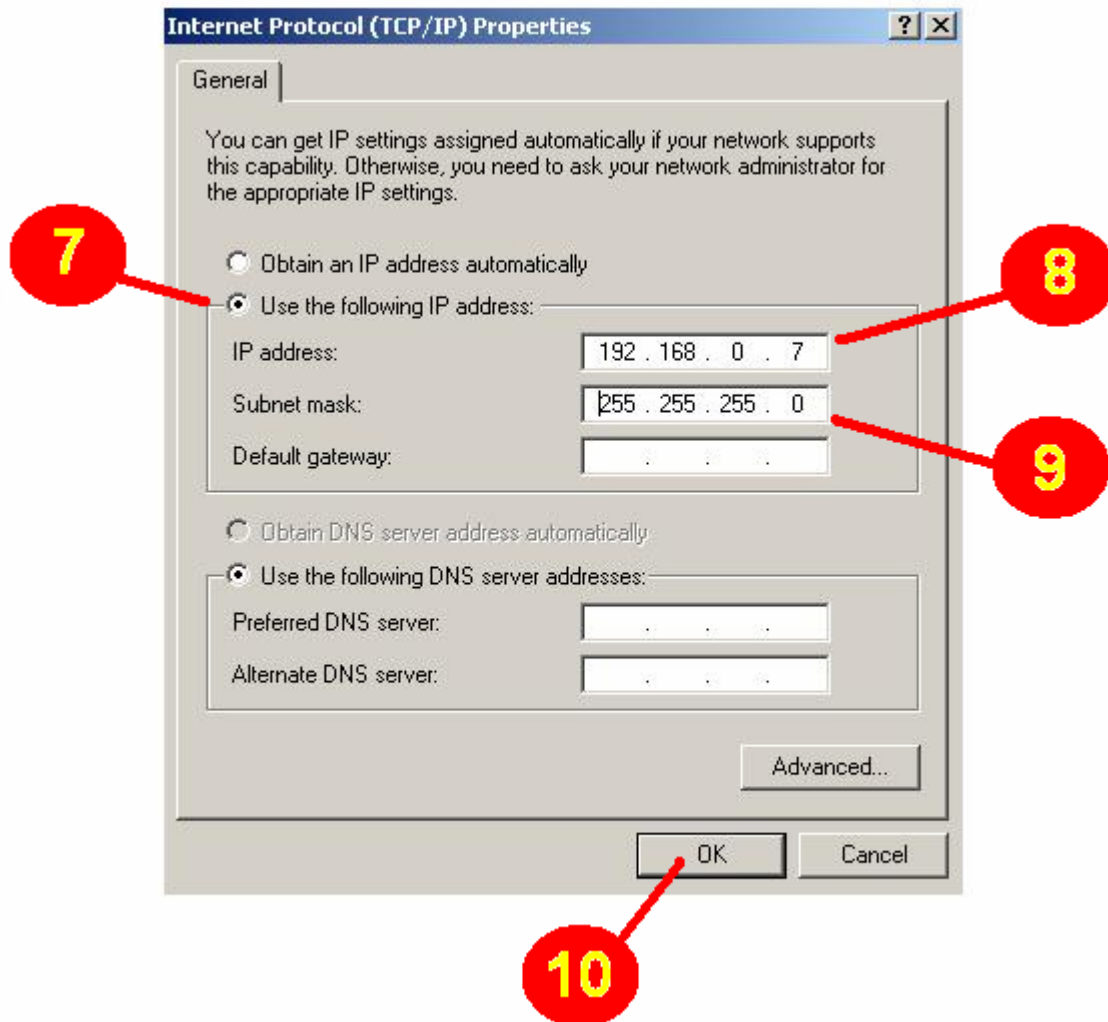 Internet Protocol (TCP/IP) Properties ? X
General
You can get IP settings assigned automatically if your network supports
this capability. Otherwise, you need to ask your network administrator for
the appropriate IP settings.
7
Obtain an IP address automatically
8
Use the following IP address:
IP address: 192 . 168 . 0 . 7
Subnet mask: 255 . 255 . 255 . 0
9
Default gateway: . . .
Obtain DNS server address automatically
Use the following DNS server addresses:
Preferred DNS server: . . .
Alternate DNS server: . . .
Advanced...
OK Cancel
10